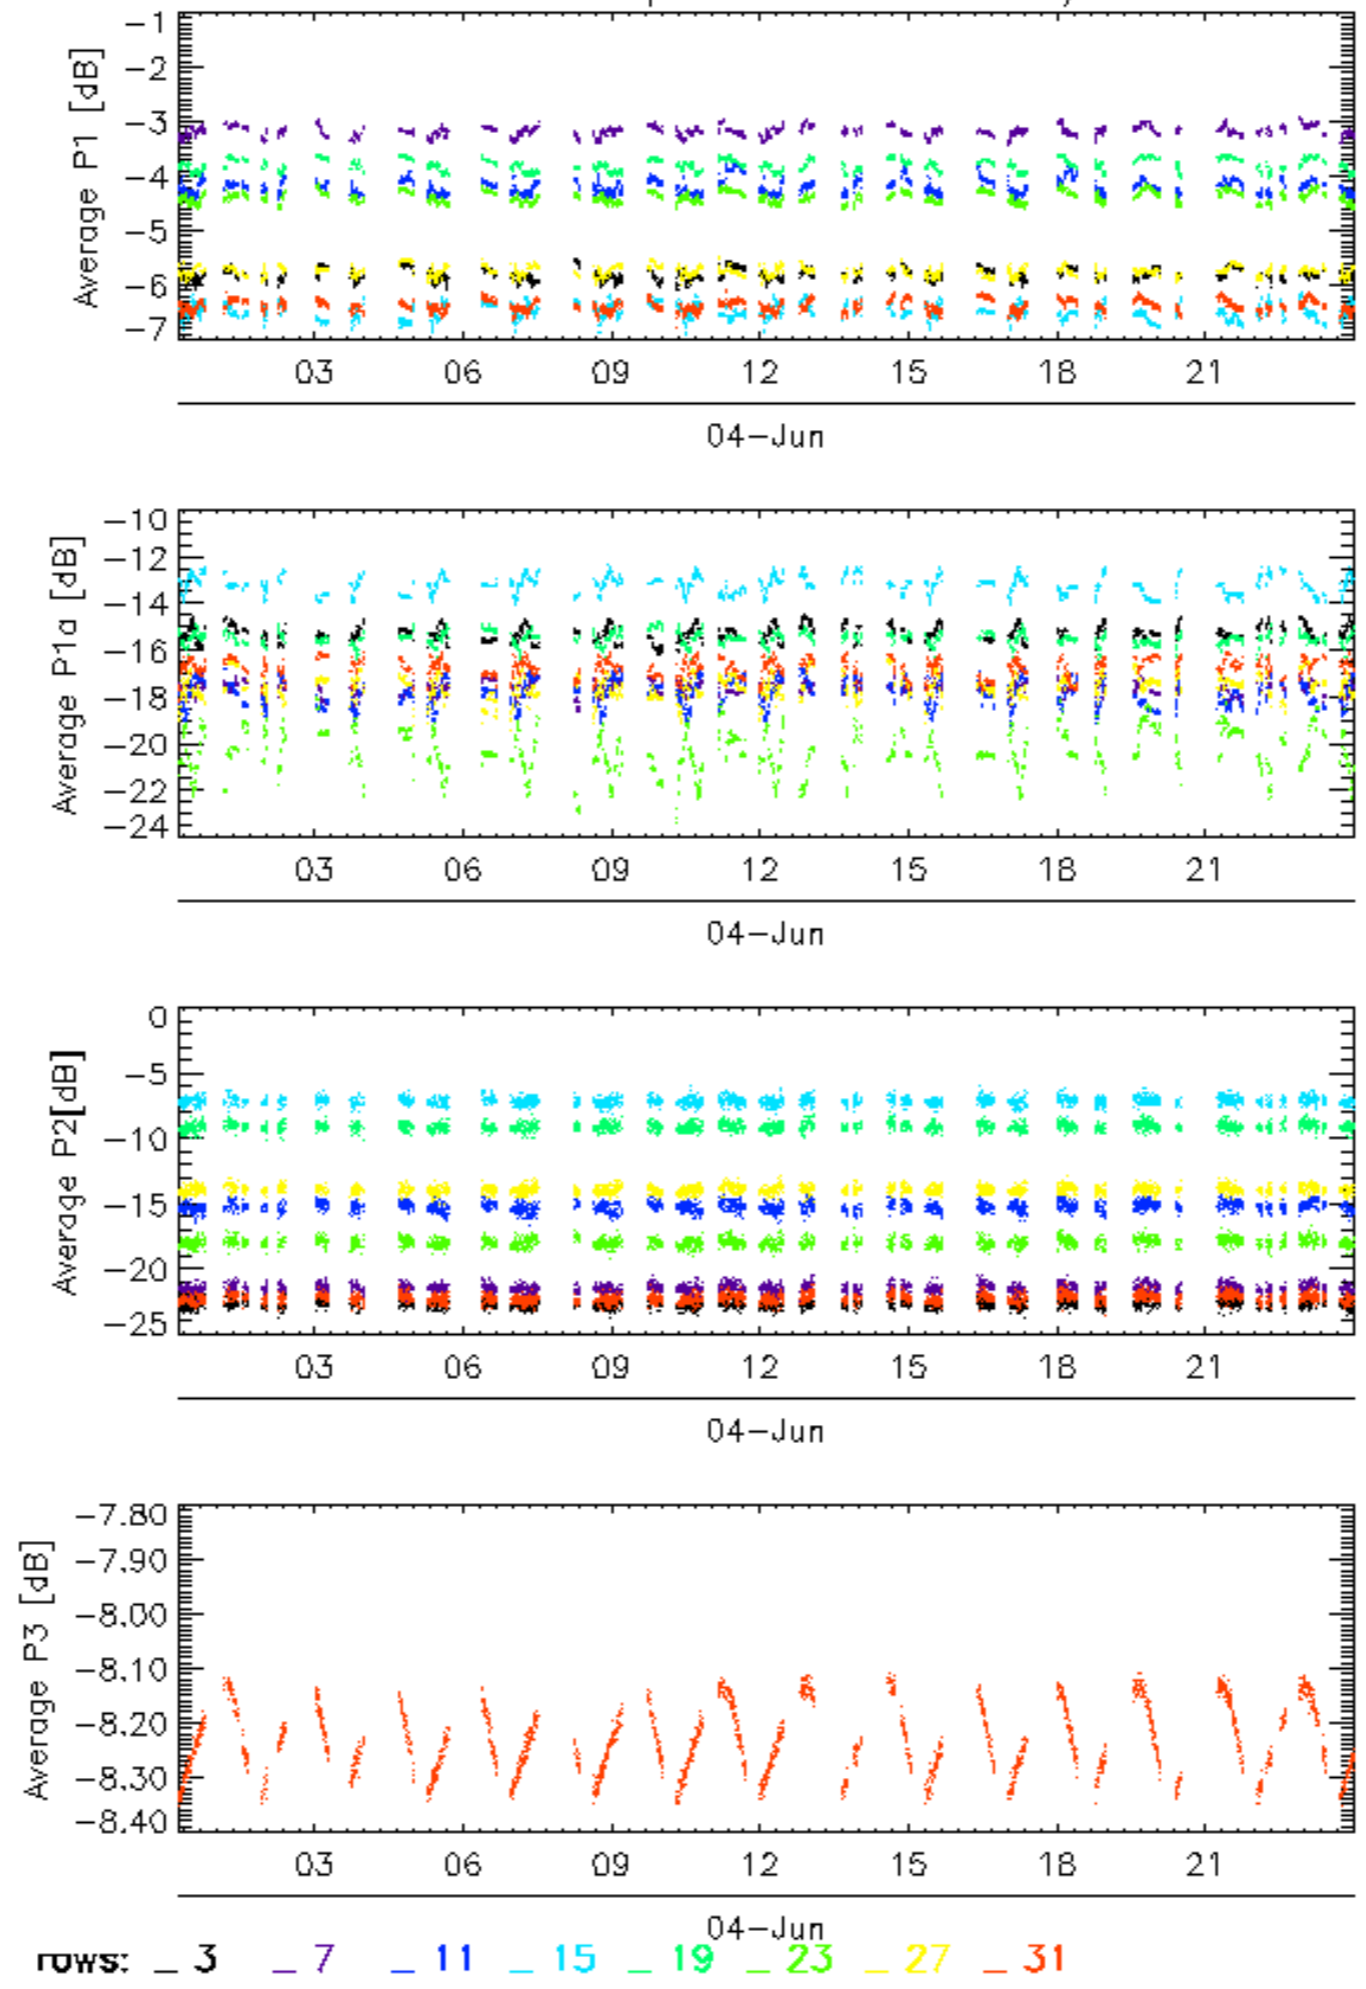 -1
-2
-3
-4
-5
-6
-7
Average P1 [dB]
03 06 09 12 15 18 21
04-Jun
-10
-12
-14
-16
-18
-20
-22
-24
Average P1a [dB]
03 06 09 12 15 18 21
04-Jun
0
-5
-10
-15
-20
-25
Average P2[dB]
03 06 09 12 15 18 21
04-Jun
-7.80
-7.90
-8.00
-8.10
-8.20
-8.30
-8.40
Average P3 [dB]
03 06 09 12 15 18 21
04-Jun
rows: _ 3 _ 7 _ 11 _ 15 _ 19 _ 23 _ 27 _ 31